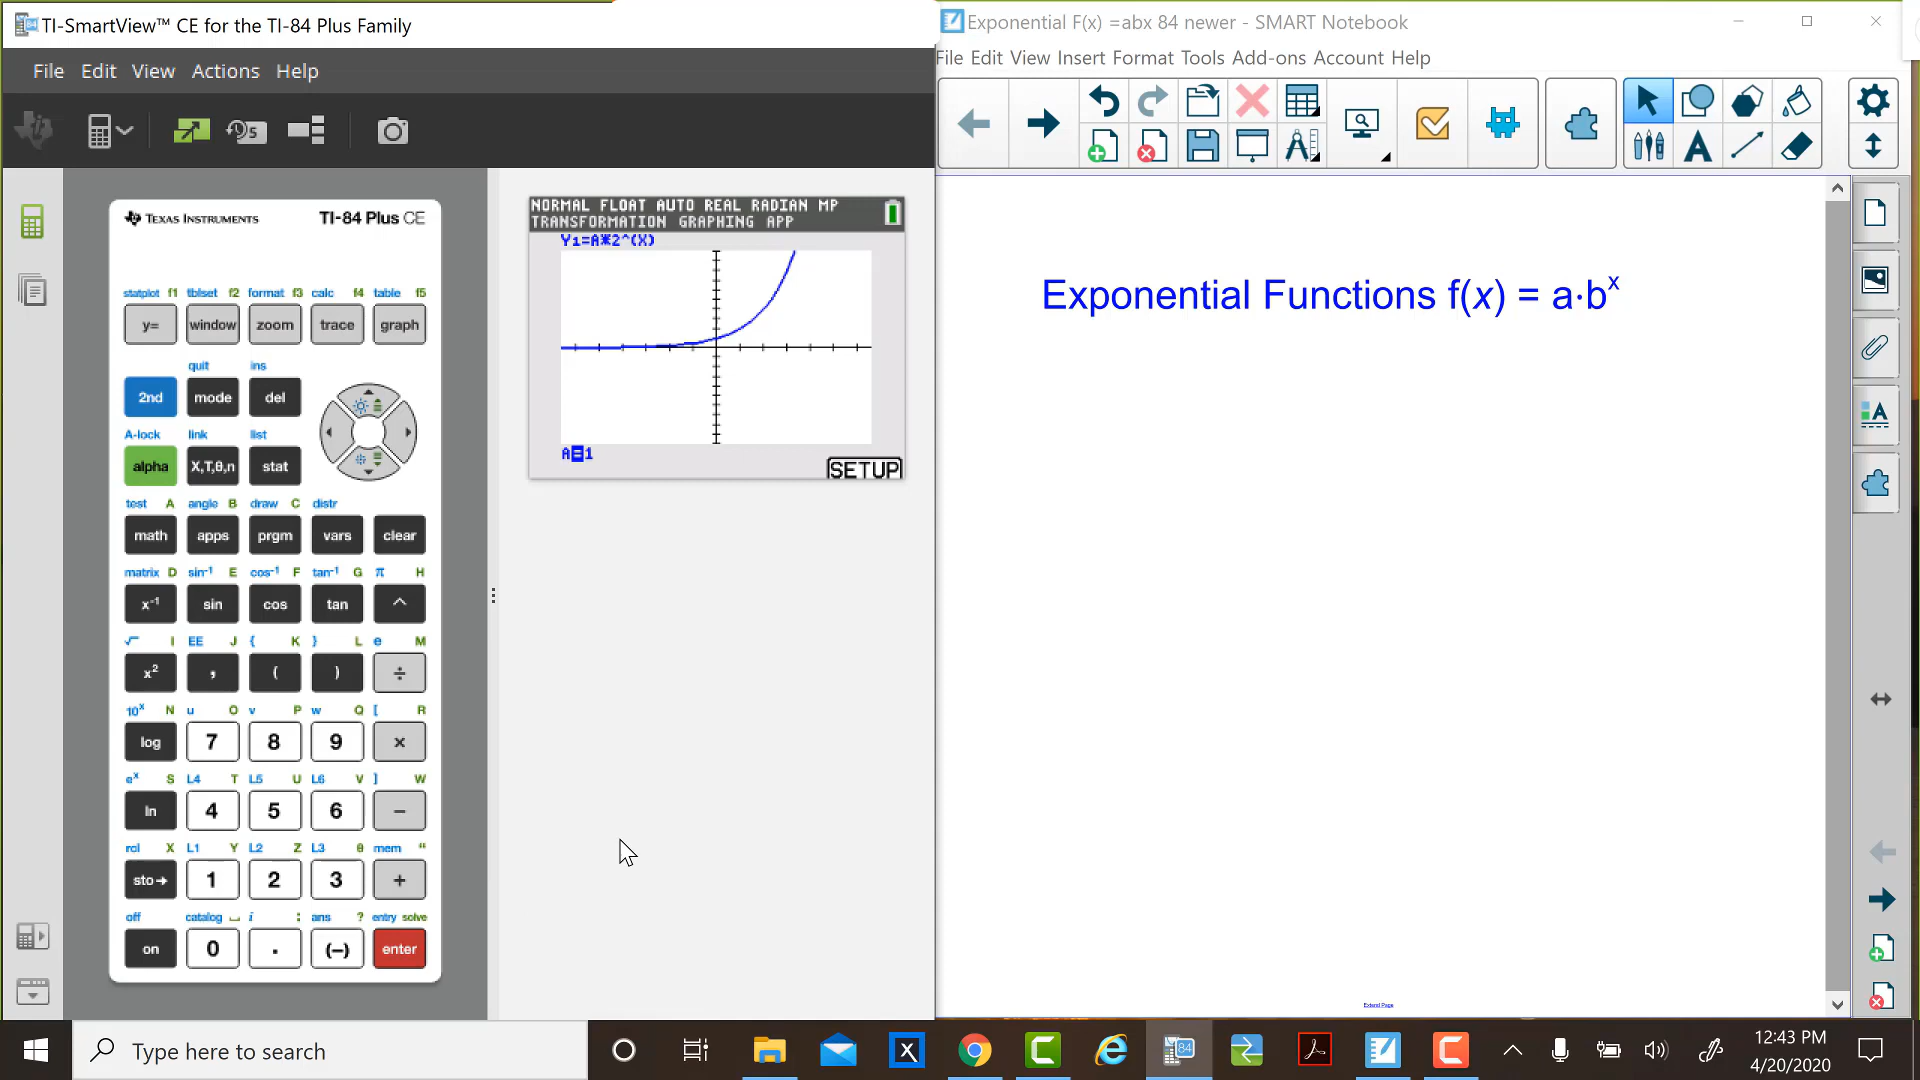 TI-SmartView™ CE for the TI-84 Plus Family
File Edit View Actions Help
TEXAS INSTRUMENTS TI-84 Plus CE
statplot f1 tblset f2 format f3 calc f4 table f5
y= window zoom trace graph
quit ins
2nd mode del
A-lock link list
alpha X,T,θ,n stat
test A angle B draw C distr
math apps prgm vars clear
matrix D sin⁻¹ E cos⁻¹ F tan⁻¹ G π H
x⁻¹ sin cos tan ^
√ I EE J { K } L e M
x² , ( ) ÷
10ˣ N u O v P w Q [ R
log 7 8 9 ×
eˣ S L4 T L5 U L6 V ] W
ln 4 5 6 −
rcl X L1 Y L2 Z L3 θ mem "
sto→ 1 2 3 +
off catalog ⎵ i : ans ? entry solve
on 0 . (−) enter
NORMAL FLOAT AUTO REAL RADIAN MP
TRANSFORMATION GRAPHING APP
Y1=A*2^(X)
A=1
SETUP
Exponential F(x) =abx 84 newer - SMART Notebook
File Edit View Insert Format Tools Add-ons Account Help
Exponential Functions f(x) = a·bˣ
Extend Page
Type here to search
12:43 PM
4/20/2020